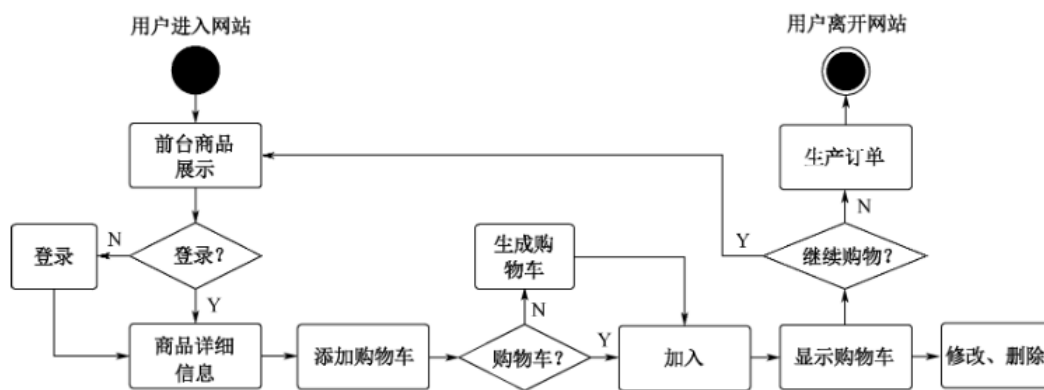 用户进入网站
用户离开网站
前台商品
展示
生产订单
N
登录
N
登录？
生成购
物车
Y
继续购物？
Y
N
商品详细
信息
添加购物车
购物车？
Y
加入
显示购物车
修改、删除